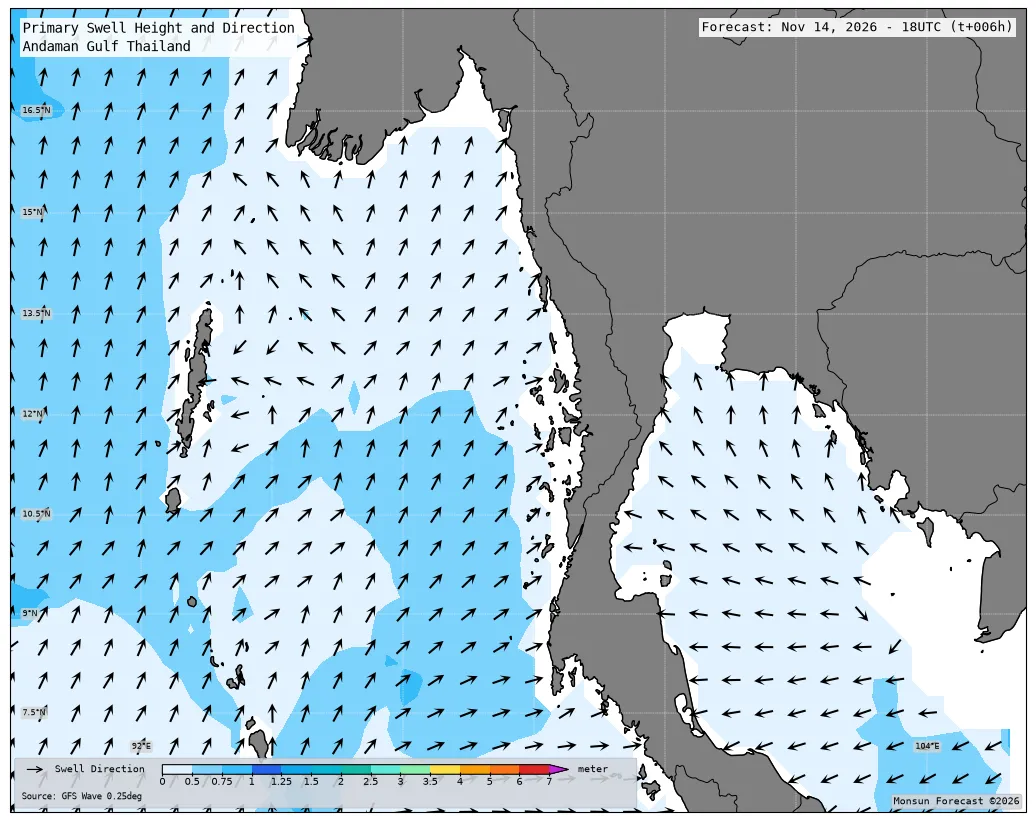 Primary Swell Height and Direction
Andaman Gulf Thailand
Forecast: Nov 14, 2026 - 18UTC (t+006h)
16.5°N
15°N
13.5°N
12°N
10.5°N
9°N
7.5°N
92°E
104°E
Swell Direction
0 0.5 0.75 1 1.25 1.5 2 2.5 3 3.5 4 5 6 7
meter
Source: GFS Wave 0.25deg
Monsun Forecast ©2026